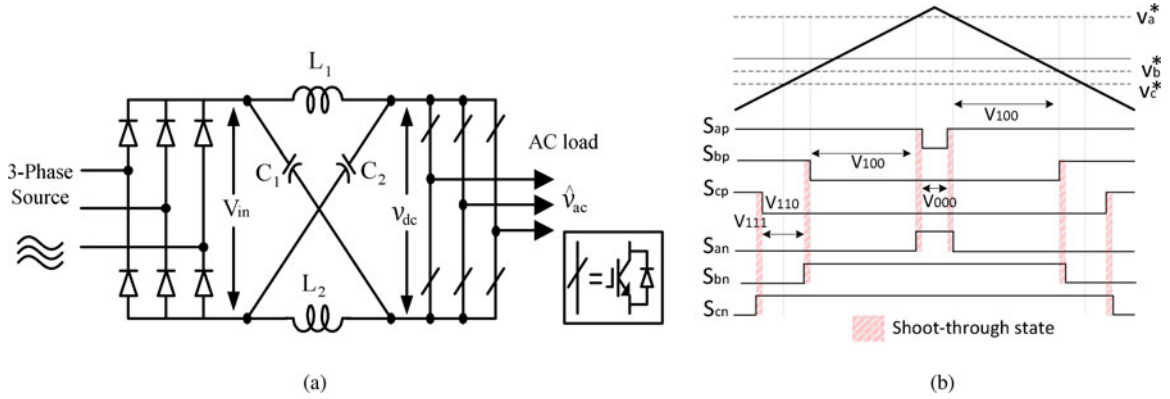 L1
3-Phase
Source
Vin
C1
C2
vdc
AC load
v̂ac
L2
=
(a)
va*
vb*
vc*
V100
Sap
Sbp
V100
Scp
V110
V000
V111
San
Sbn
Scn
Shoot-through state
(b)